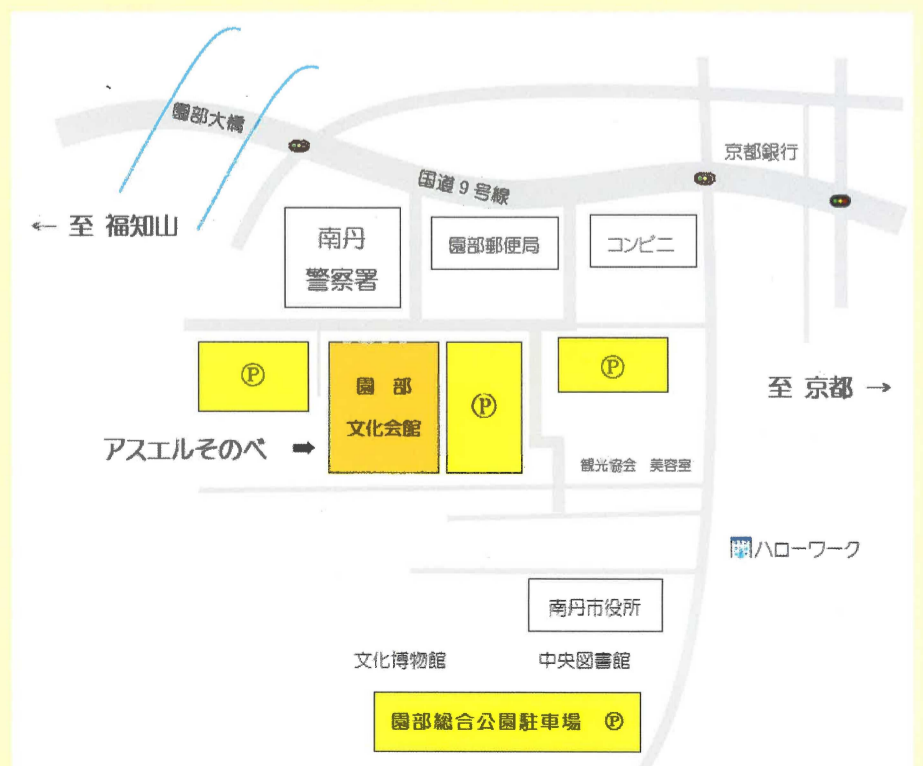 園部大橋
京都銀行
国道9号線
← 至 福知山
南丹
警察署
園部郵便局
コンビニ
Ⓟ
園 部
文化会館
Ⓟ
Ⓟ
至 京都 →
アスエルそのべ ➡
観光協会 美容室
ハローワーク
南丹市役所
文化博物館
中央図書館
園部総合公園駐車場 Ⓟ